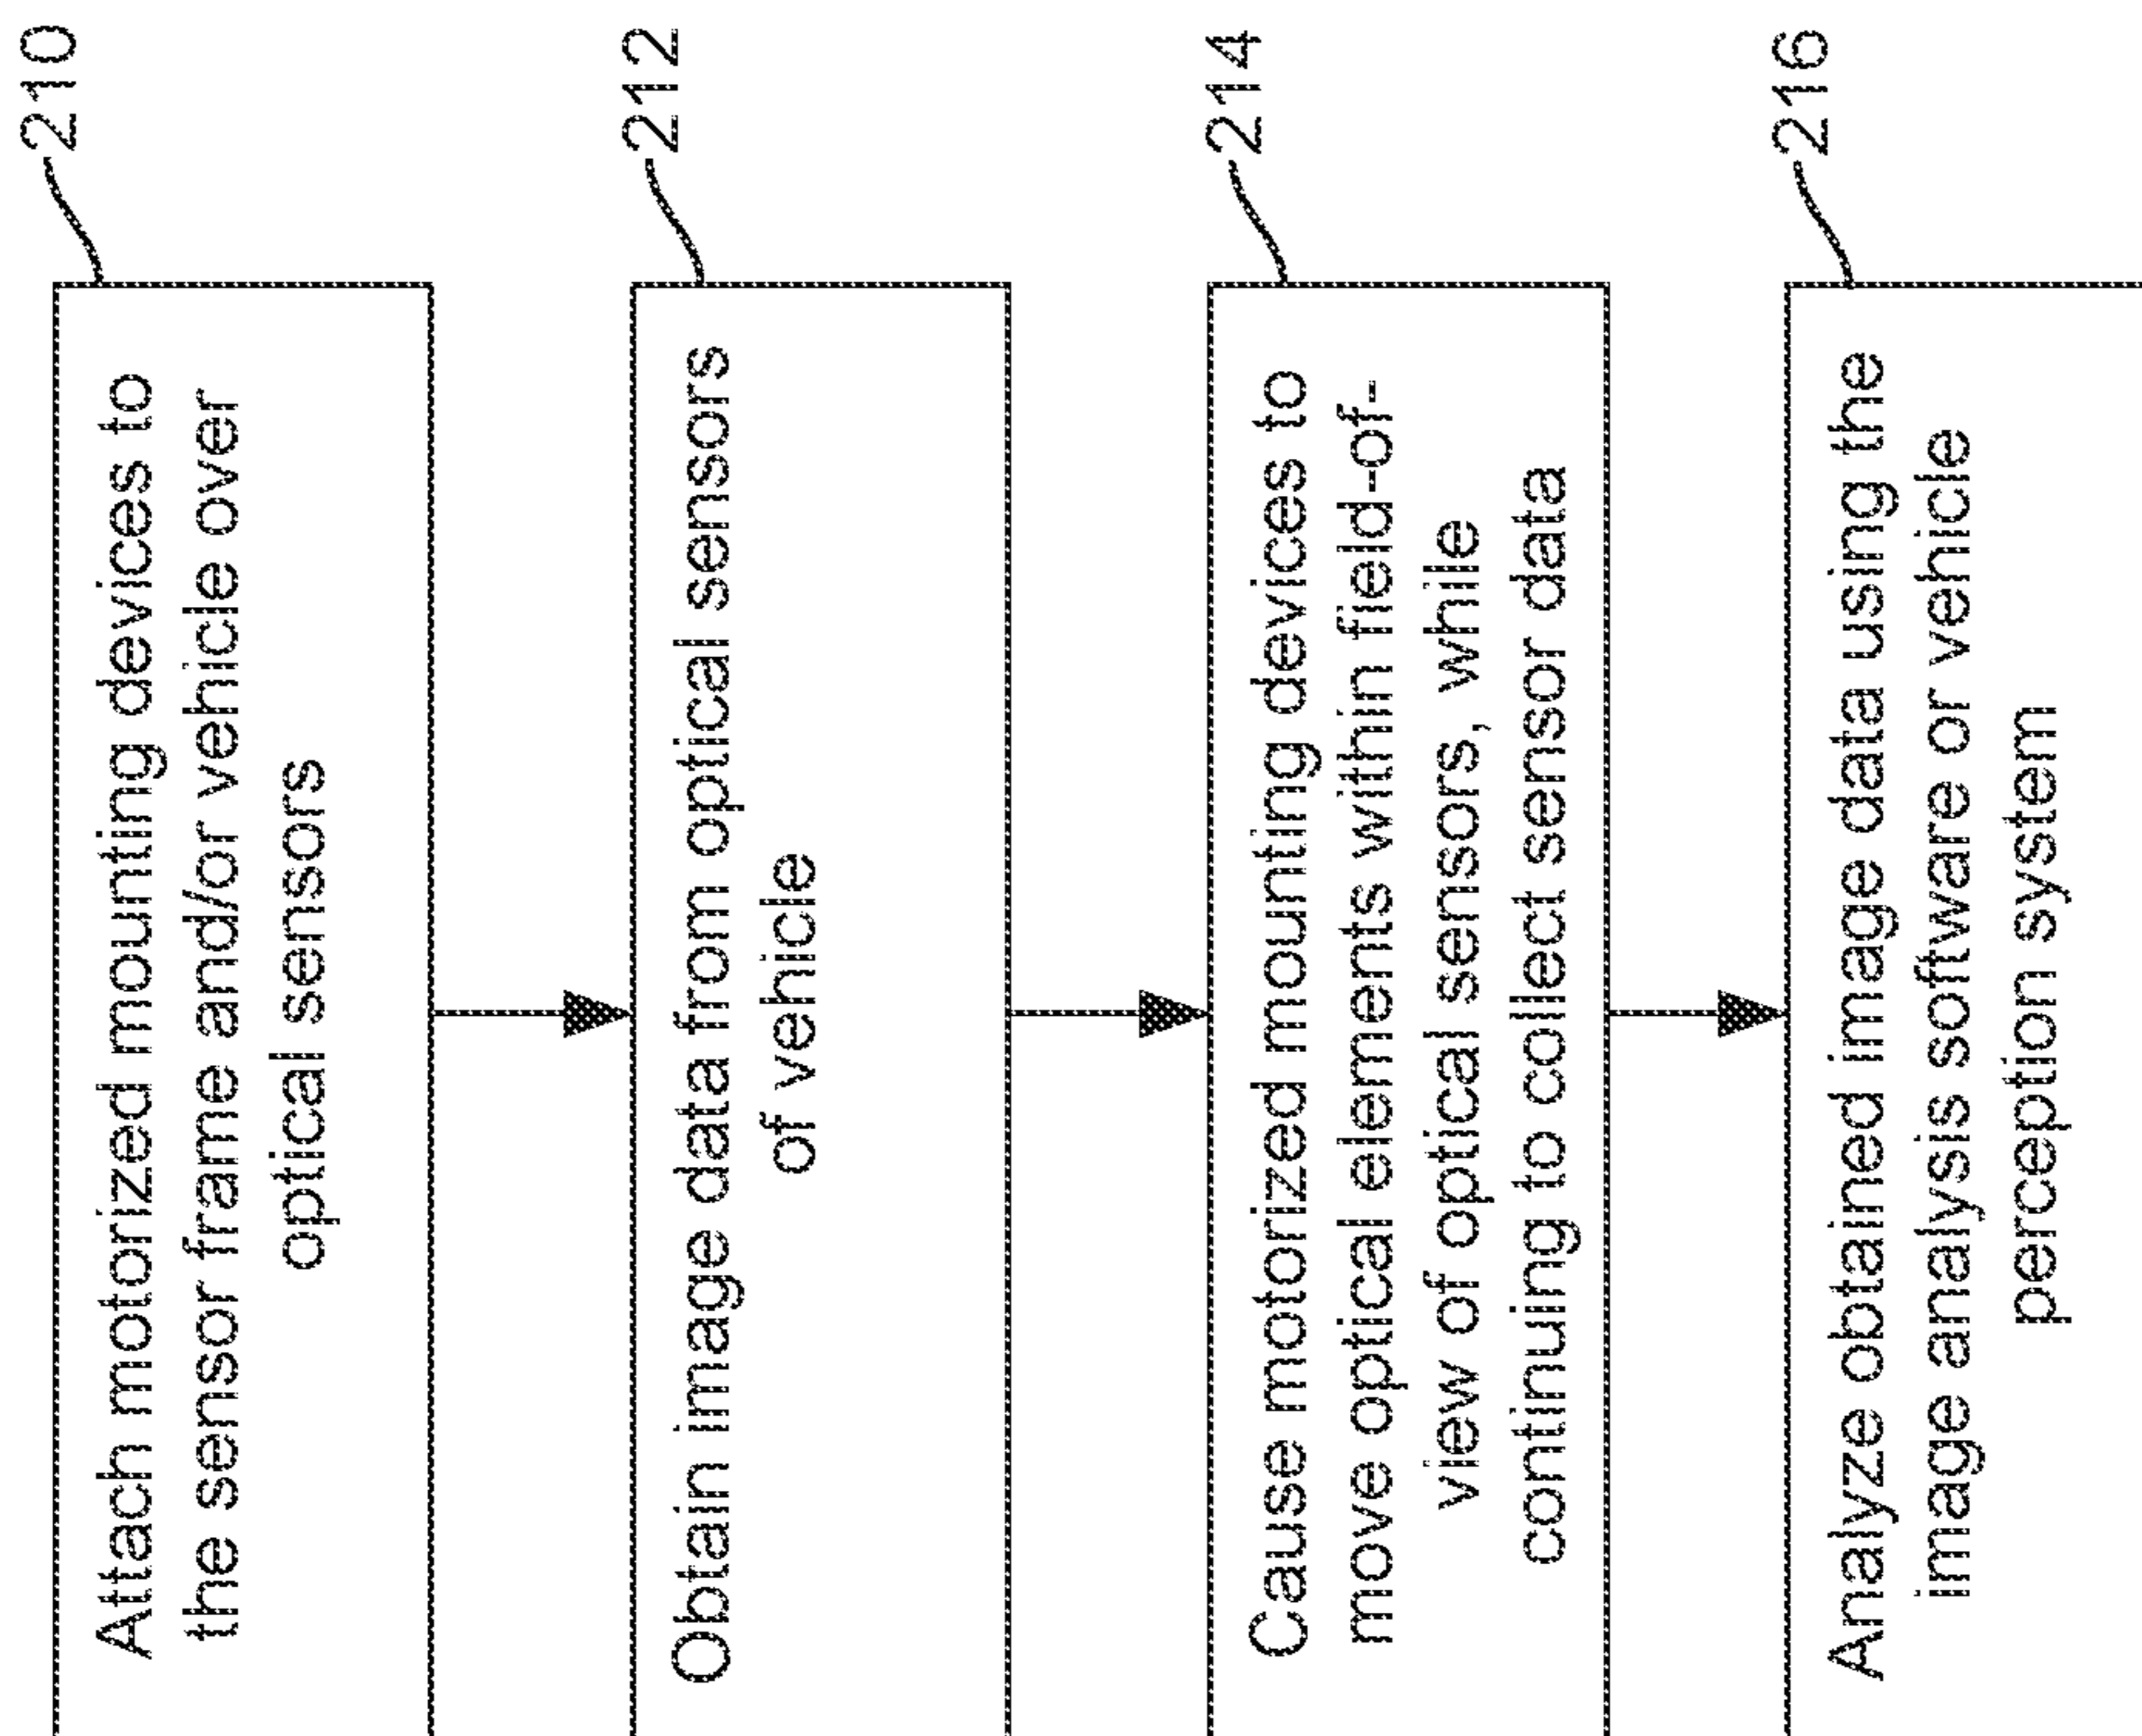 210
Attach motorized mounting devices to
the sensor frame and/or vehicle over
optical sensors
212
Obtain image data from optical sensors
of vehicle
214
Cause motorized mounting devices to
move optical elements within field-of-
view of optical sensors, while
continuing to collect sensor data
216
Analyze obtained image data using the
image analysis software or vehicle
perception system